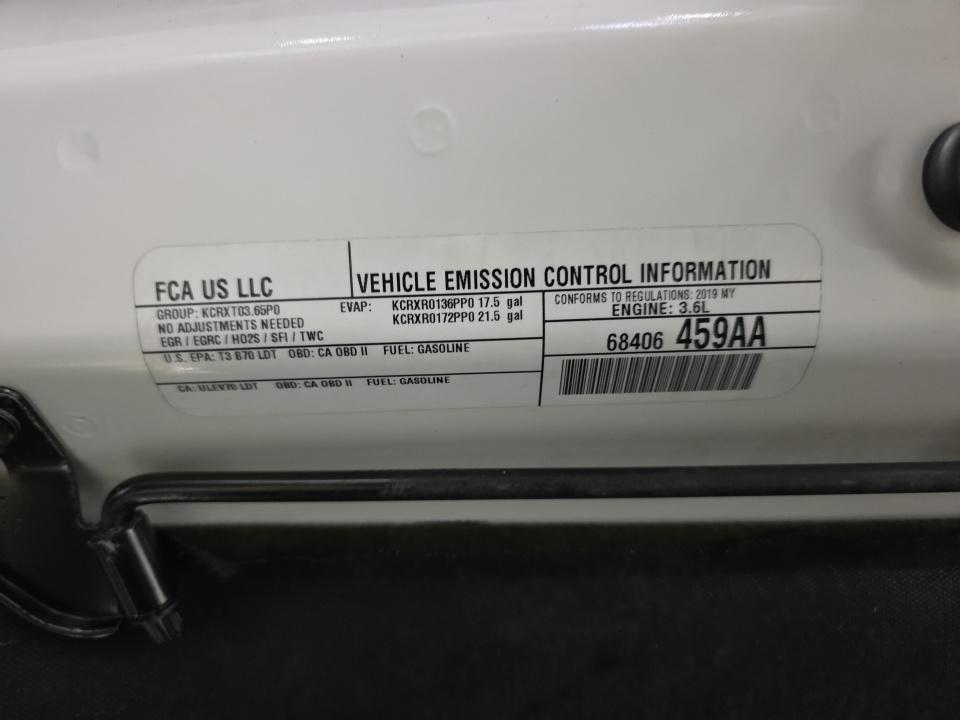 FCA US LLC
VEHICLE EMISSION CONTROL INFORMATION
GROUP: KCRXT03.65P0
NO ADJUSTMENTS NEEDED
EGR / EGRC / HO2S / SFI / TWC
EVAP: KCRXR0136PP0 17.5 gal
KCRXR0172PP0 21.5 gal
CONFORMS TO REGULATIONS: 2019 MY
ENGINE: 3.6L
68406 459AA
U.S. EPA: T3 B70 LDT OBD: CA OBD II FUEL: GASOLINE
CA: ULEV70 LDT OBD: CA OBD II FUEL: GASOLINE